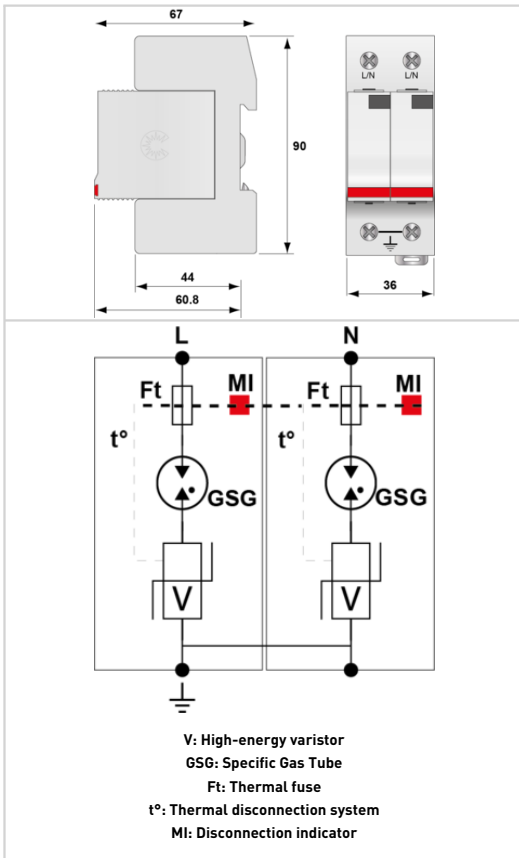 67
L/N L/N
90
44
60.8
36
L N
Ft MI Ft MI
t° t°
GSG GSG
V V
V: High-energy varistor
GSG: Specific Gas Tube
Ft: Thermal fuse
t°: Thermal disconnection system
MI: Disconnection indicator